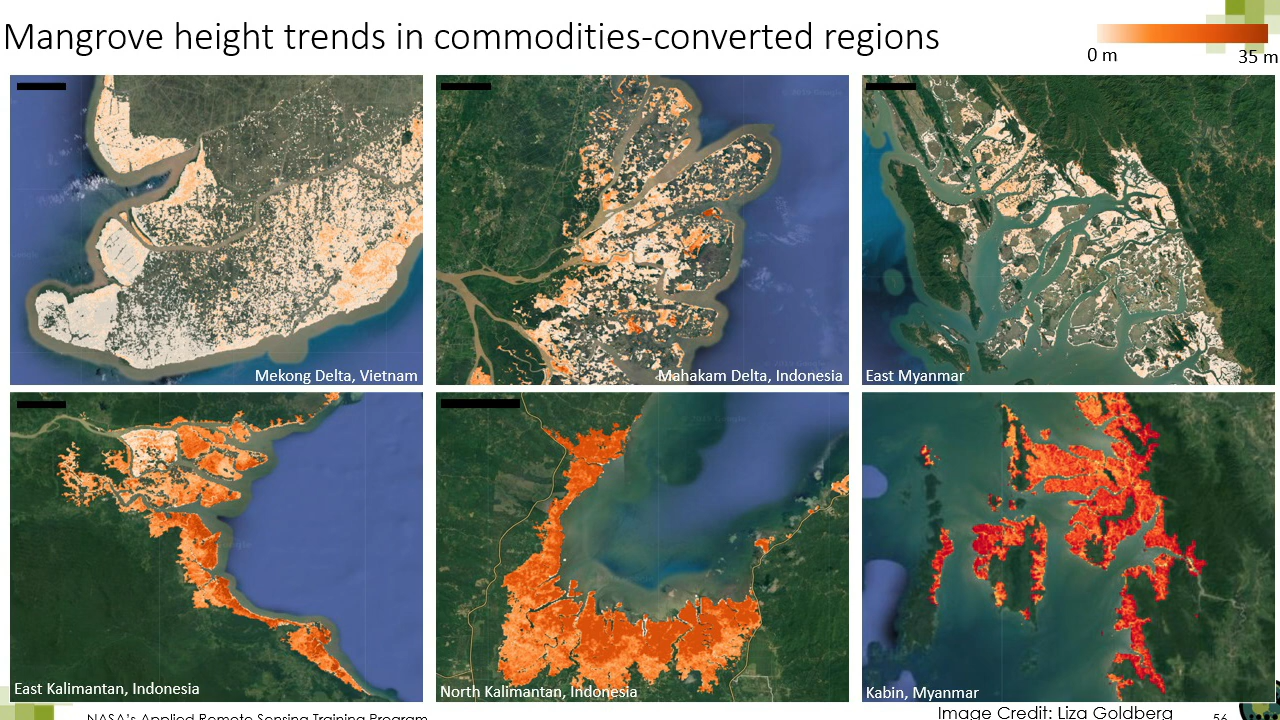 Mangrove height trends in commodities-converted regions
0 m
35 m
Mekong Delta, Vietnam
Mahakam Delta, Indonesia
East Myanmar
East Kalimantan, Indonesia
North Kalimantan, Indonesia
Kabin, Myanmar
NASA's Applied Remote Sensing Training Program
Image Credit: Liza Goldberg
56